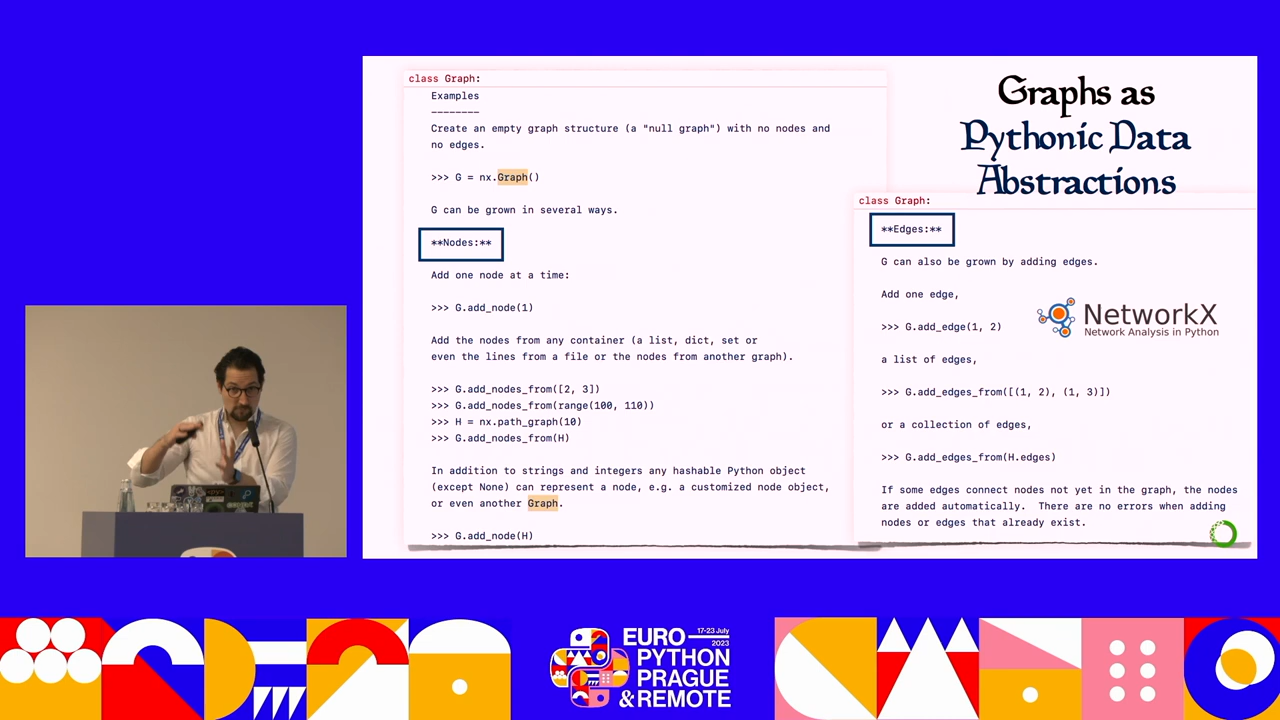 class Graph:
Examples
--------
Create an empty graph structure (a "null graph") with no nodes and
no edges.
>>> G = nx.Graph()
G can be grown in several ways.
**Nodes:**
Add one node at a time:
>>> G.add_node(1)
Add the nodes from any container (a list, dict, set or
even the lines from a file or the nodes from another graph).
>>> G.add_nodes_from([2, 3])
>>> G.add_nodes_from(range(100, 110))
>>> H = nx.path_graph(10)
>>> G.add_nodes_from(H)
In addition to strings and integers any hashable Python object
(except None) can represent a node, e.g. a customized node object,
or even another Graph.
>>> G.add_node(H)
Graphs as
Pythonic Data
Abstractions
class Graph:
**Edges:**
G can also be grown by adding edges.
Add one edge,
>>> G.add_edge(1, 2)
a list of edges,
>>> G.add_edges_from([(1, 2), (1, 3)])
or a collection of edges,
>>> G.add_edges_from(H.edges)
If some edges connect nodes not yet in the graph, the nodes
are added automatically.  There are no errors when adding
nodes or edges that already exist.
NetworkX
Network Analysis in Python
17-23 July
2023
EURO
PYTHON
PRAGUE
& REMOTE